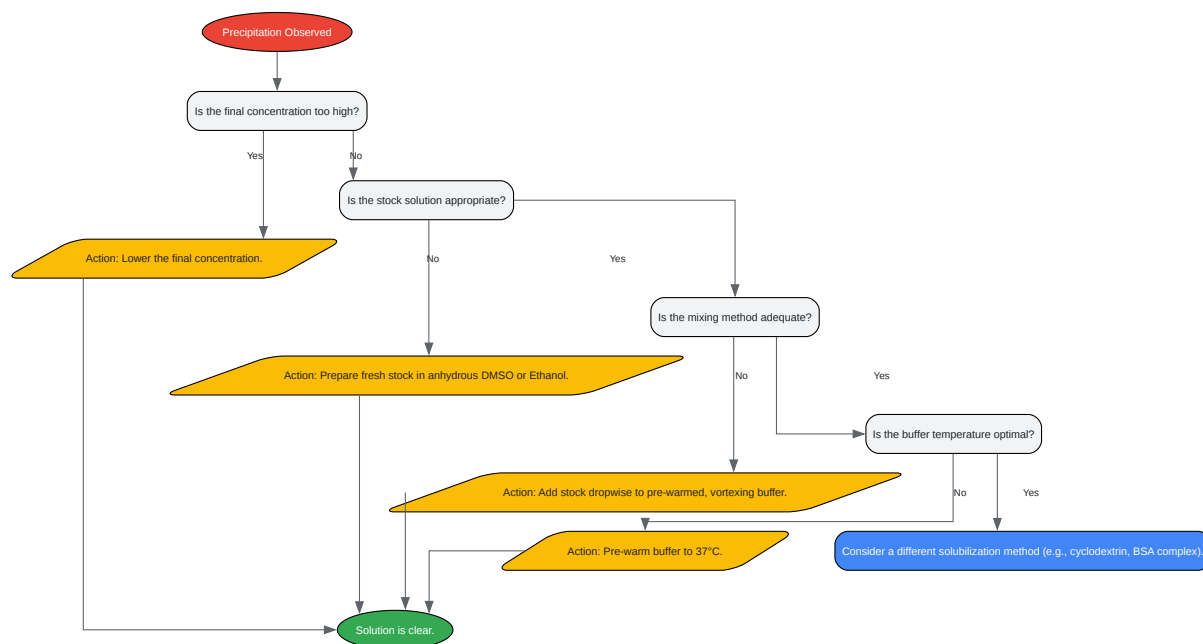 Precipitation Observed
Is the final concentration too high?
Yes
No
Is the stock solution appropriate?
Action: Lower the final concentration.
No
Yes
Is the mixing method adequate?
Action: Prepare fresh stock in anhydrous DMSO or Ethanol.
No
Yes
Is the buffer temperature optimal?
Action: Add stock dropwise to pre-warmed, vortexing buffer.
No
Yes
Action: Pre-warm buffer to 37°C.
Consider a different solubilization method (e.g., cyclodextrin, BSA complex).
Solution is clear.